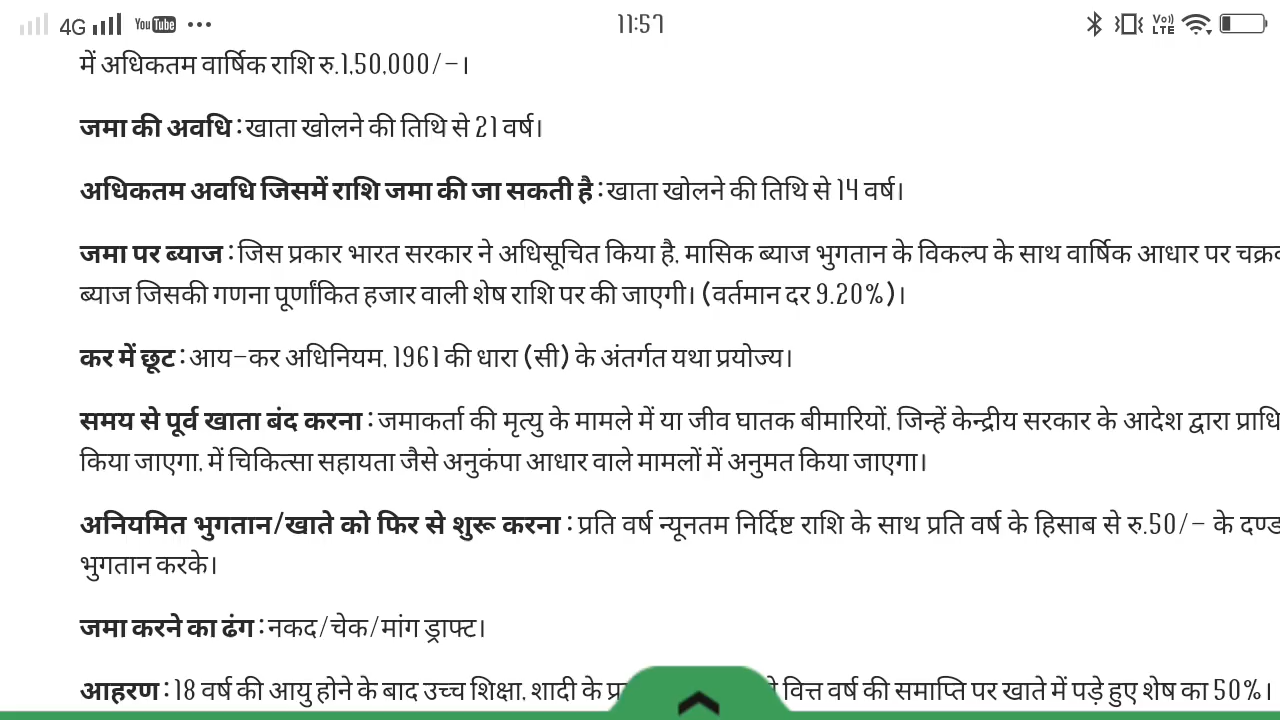 4G YouTube ••• 11:57 Vo)) LTE
में अधिकतम वार्षिक राशि रु.1,50,000/-।
जमा की अवधि : खाता खोलने की तिथि से 21 वर्ष।
अधिकतम अवधि जिसमें राशि जमा की जा सकती है : खाता खोलने की तिथि से 14 वर्ष।
जमा पर ब्याज : जिस प्रकार भारत सरकार ने अधिसूचित किया है, मासिक ब्याज भुगतान के विकल्प के साथ वार्षिक आधार पर
ब्याज जिसकी गणना पूर्णांकित हजार वाली शेष राशि पर की जाएगी। (वर्तमान दर 9.20%)।
कर में छूट : आय-कर अधिनियम, 1961 की धारा (सी) के अंतर्गत यथा प्रयोज्य।
समय से पूर्व खाता बंद करना : जमाकर्ता की मृत्यु के मामले में या जीव घातक बीमारियों, जिन्हें केन्द्रीय सरकार के आदेश द्वारा
किया जाएगा, में चिकित्सा सहायता जैसे अनुकंपा आधार वाले मामलों में अनुमत किया जाएगा।
अनियमित भुगतान/खाते को फिर से शुरू करना : प्रति वर्ष न्यूनतम निर्दिष्ट राशि के साथ प्रति वर्ष के हिसाब से रु.50/- के
भुगतान करके।
जमा करने का ढंग : नकद/चेक/मांग ड्राफ्ट।
आहरण : 18 वर्ष की आयु होने के बाद उच्च शिक्षा, शादी के वित्त वर्ष की समाप्ति पर खाते में पड़े हुए शेष का 50%।